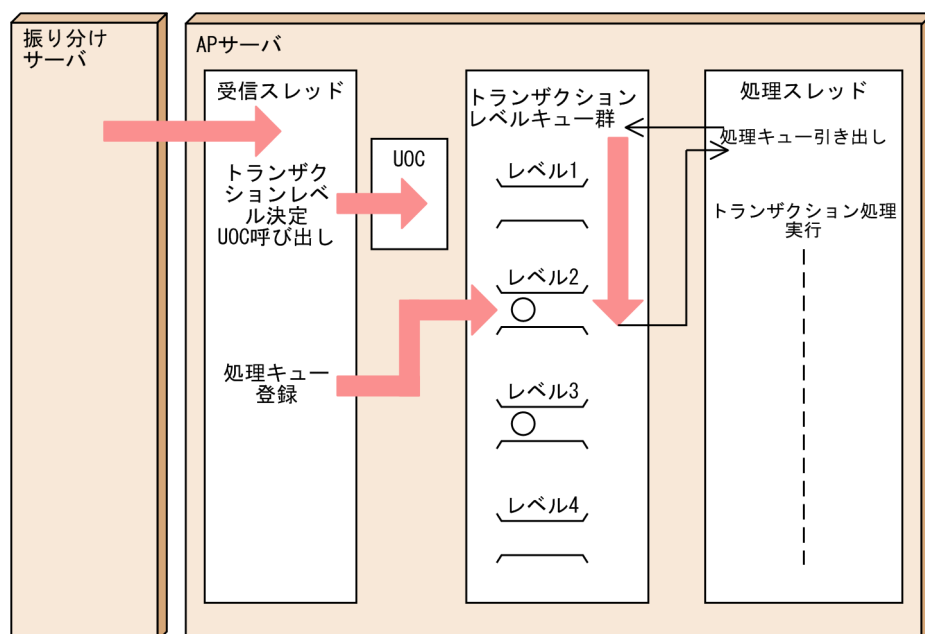 振り分け
サーバ
APサーバ
受信スレッド
トランザク
ションレベ
ル決定
UOC呼び出し
処理キュー
登録
UOC
トランザクション
レベルキュー群
レベル1
レベル2
レベル3
レベル4
処理スレッド
処理キュー引き出し
トランザクション処理
実行